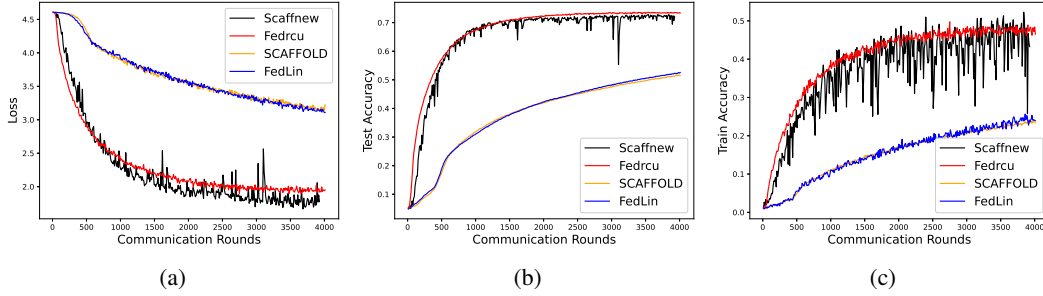 4.5
4.0
3.5
3.0
2.5
2.0
Loss
0 500 1000 1500 2000 2500 3000 3500 4000
Communication Rounds
Scaffnew
Fedrcu
SCAFFOLD
FedLin
(a)
0.7
0.6
0.5
0.4
0.3
0.2
0.1
Test Accuracy
0 500 1000 1500 2000 2500 3000 3500 4000
Communication Rounds
Scaffnew
Fedrcu
SCAFFOLD
FedLin
(b)
0.5
0.4
0.3
0.2
0.1
0.0
Train Accuracy
0 500 1000 1500 2000 2500 3000 3500 4000
Communication Rounds
Scaffnew
Fedrcu
SCAFFOLD
FedLin
(c)